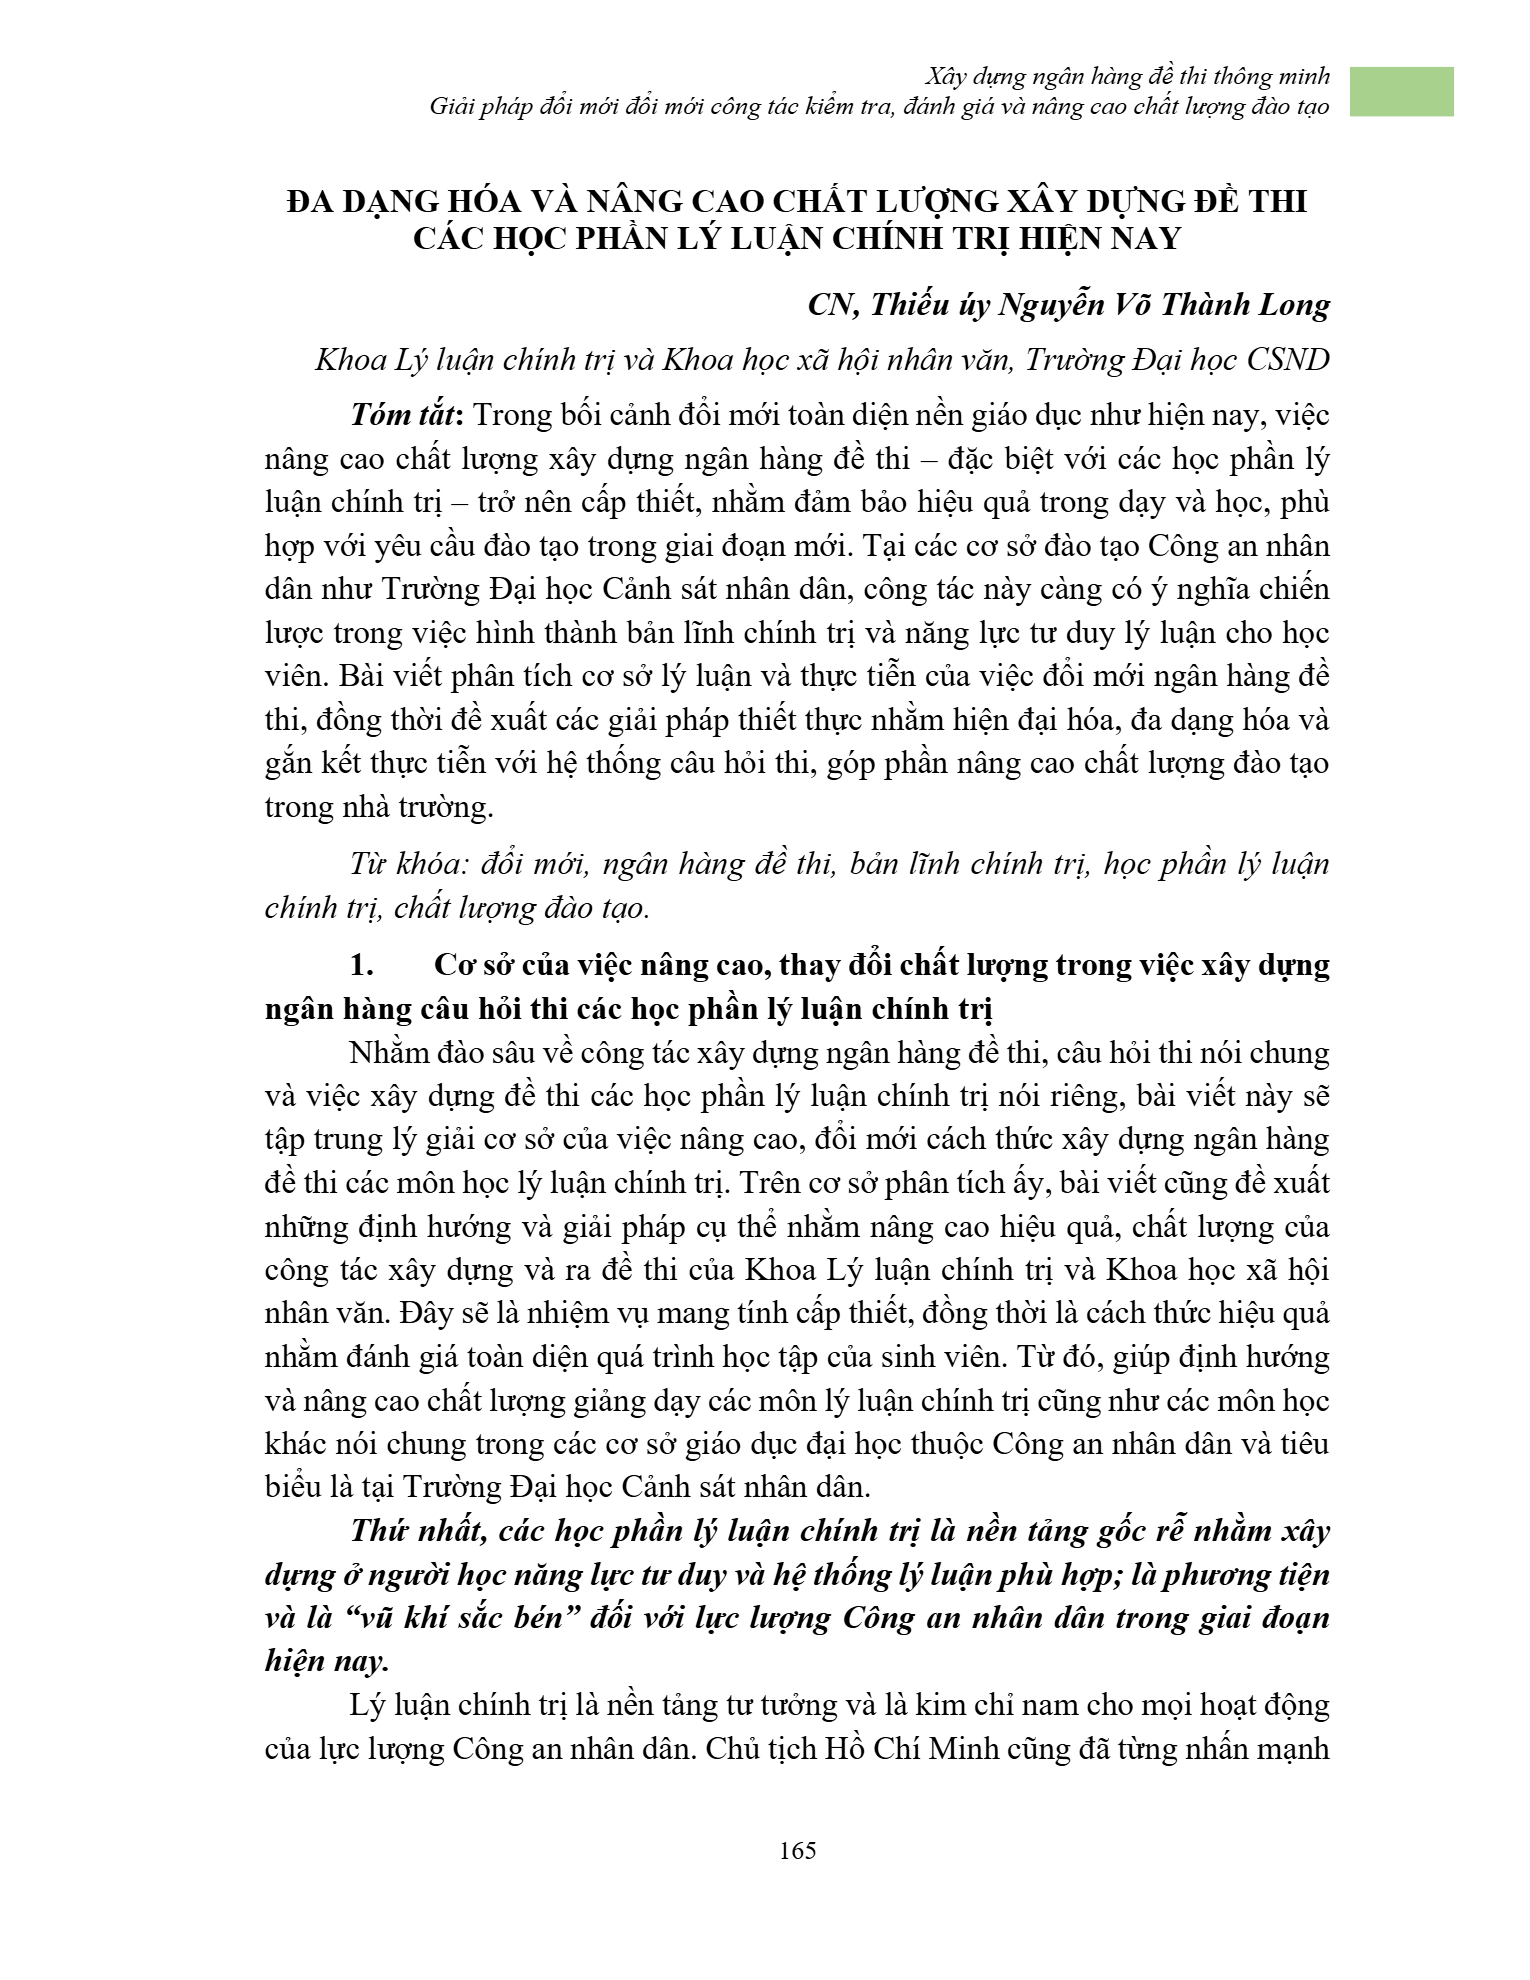 Xây dựng ngân hàng đề thi thông minh
Giải pháp đổi mới đổi mới công tác kiểm tra, đánh giá và nâng cao chất lượng đào tạo
ĐA DẠNG HÓA VÀ NÂNG CAO CHẤT LƯỢNG XÂY DỰNG ĐỀ THI
CÁC HỌC PHẦN LÝ LUẬN CHÍNH TRỊ HIỆN NAY
CN, Thiếu úy Nguyễn Võ Thành Long
Khoa Lý luận chính trị và Khoa học xã hội nhân văn, Trường Đại học CSND
Tóm tắt: Trong bối cảnh đổi mới toàn diện nền giáo dục như hiện nay, việc
nâng cao chất lượng xây dựng ngân hàng đề thi – đặc biệt với các học phần lý
luận chính trị – trở nên cấp thiết, nhằm đảm bảo hiệu quả trong dạy và học, phù
hợp với yêu cầu đào tạo trong giai đoạn mới. Tại các cơ sở đào tạo Công an nhân
dân như Trường Đại học Cảnh sát nhân dân, công tác này càng có ý nghĩa chiến
lược trong việc hình thành bản lĩnh chính trị và năng lực tư duy lý luận cho học
viên. Bài viết phân tích cơ sở lý luận và thực tiễn của việc đổi mới ngân hàng đề
thi, đồng thời đề xuất các giải pháp thiết thực nhằm hiện đại hóa, đa dạng hóa và
gắn kết thực tiễn với hệ thống câu hỏi thi, góp phần nâng cao chất lượng đào tạo
trong nhà trường.
Từ khóa: đổi mới, ngân hàng đề thi, bản lĩnh chính trị, học phần lý luận
chính trị, chất lượng đào tạo.
1. Cơ sở của việc nâng cao, thay đổi chất lượng trong việc xây dựng
ngân hàng câu hỏi thi các học phần lý luận chính trị
Nhằm đào sâu về công tác xây dựng ngân hàng đề thi, câu hỏi thi nói chung
và việc xây dựng đề thi các học phần lý luận chính trị nói riêng, bài viết này sẽ
tập trung lý giải cơ sở của việc nâng cao, đổi mới cách thức xây dựng ngân hàng
đề thi các môn học lý luận chính trị. Trên cơ sở phân tích ấy, bài viết cũng đề xuất
những định hướng và giải pháp cụ thể nhằm nâng cao hiệu quả, chất lượng của
công tác xây dựng và ra đề thi của Khoa Lý luận chính trị và Khoa học xã hội
nhân văn. Đây sẽ là nhiệm vụ mang tính cấp thiết, đồng thời là cách thức hiệu quả
nhằm đánh giá toàn diện quá trình học tập của sinh viên. Từ đó, giúp định hướng
và nâng cao chất lượng giảng dạy các môn lý luận chính trị cũng như các môn học
khác nói chung trong các cơ sở giáo dục đại học thuộc Công an nhân dân và tiêu
biểu là tại Trường Đại học Cảnh sát nhân dân.
Thứ nhất, các học phần lý luận chính trị là nền tảng gốc rễ nhằm xây
dựng ở người học năng lực tư duy và hệ thống lý luận phù hợp; là phương tiện
và là “vũ khí sắc bén” đối với lực lượng Công an nhân dân trong giai đoạn
hiện nay.
Lý luận chính trị là nền tảng tư tưởng và là kim chỉ nam cho mọi hoạt động
của lực lượng Công an nhân dân. Chủ tịch Hồ Chí Minh cũng đã từng nhấn mạnh
165